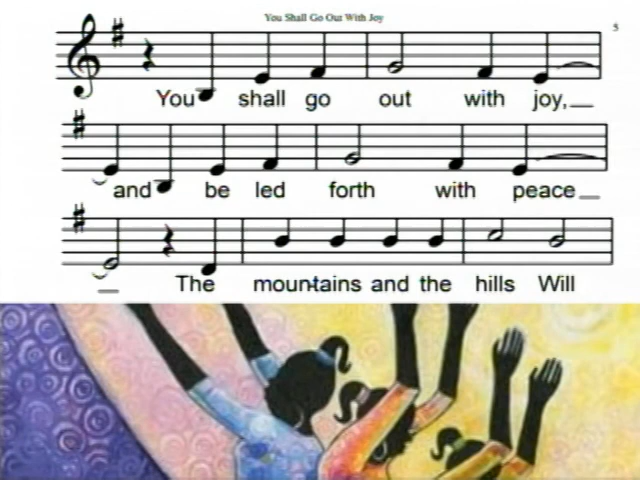 You Shall Go Out With Joy
5
You shall go out with joy,
and be led forth with peace
The mountains and the hills Will